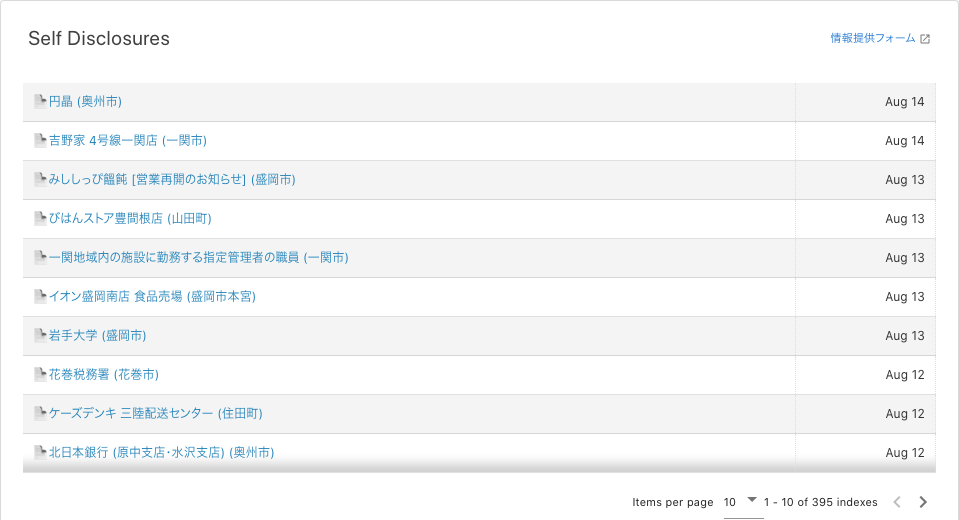 Self Disclosures
情報提供フォーム
円晶 (奥州市)
Aug 14
吉野家 4号線一関店 (一関市)
Aug 14
みししっぴ饂飩 [営業再開のお知らせ] (盛岡市)
Aug 13
びはんストア豊間根店 (山田町)
Aug 13
一関地域内の施設に勤務する指定管理者の職員 (一関市)
Aug 13
イオン盛岡南店 食品売場 (盛岡市本宮)
Aug 13
岩手大学 (盛岡市)
Aug 13
花巻税務署 (花巻市)
Aug 12
ケーズデンキ 三陸配送センター (住田町)
Aug 12
北日本銀行 (原中支店･水沢支店) (奥州市)
Aug 12
Items per page 10 1 - 10 of 395 indexes